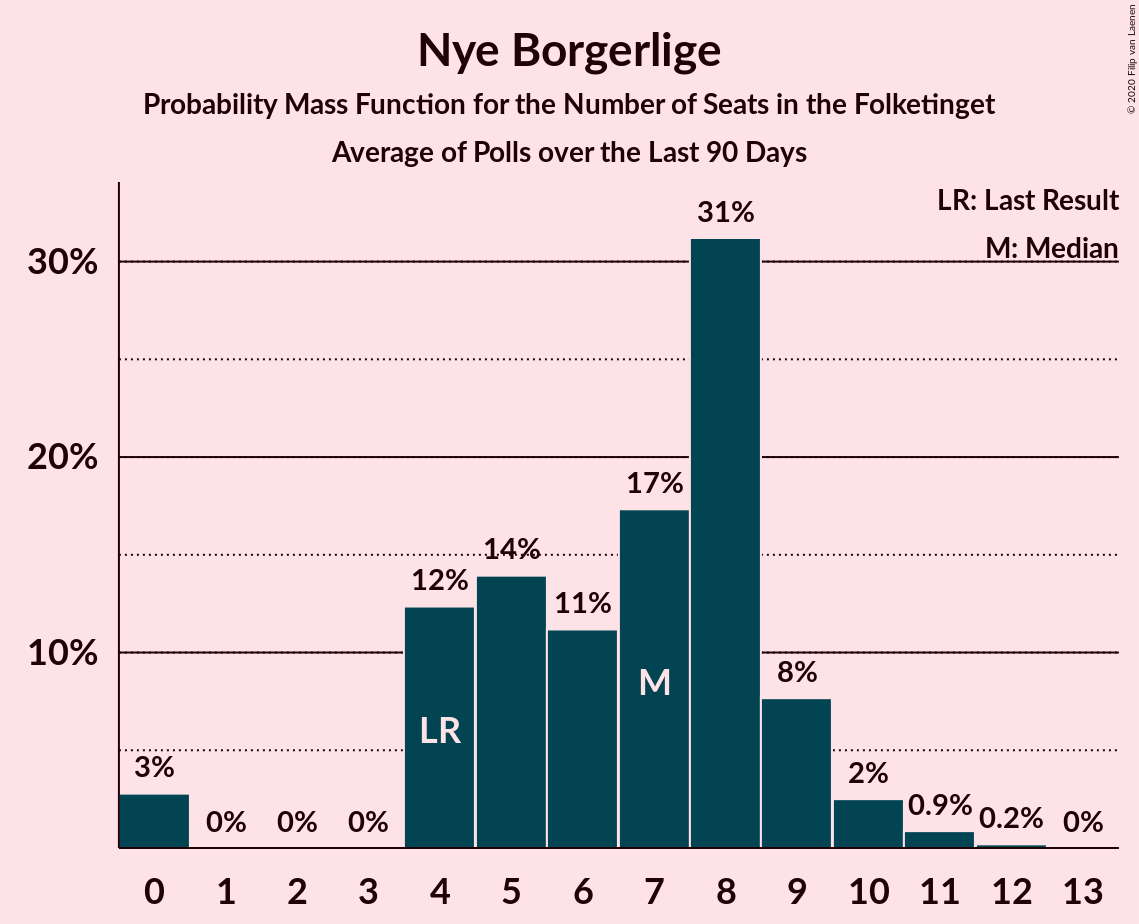 Nye Borgerlige
Probability Mass Function for the Number of Seats in the Folketinget
Average of Polls over the Last 90 Days
© 2020 Filip van Laenen
LR: Last Result
M: Median
30%
20%
10%
3%
0%
0%
0%
12%
14%
11%
17%
31%
8%
2%
0.9%
0.2%
0%
LR
M
0 1 2 3 4 5 6 7 8 9 10 11 12 13